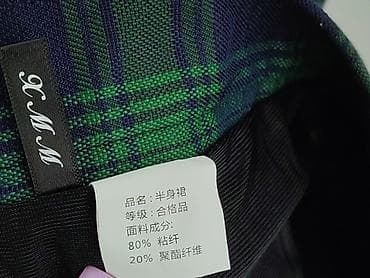 XMM
品名:半身裙
等级:合格品
面料成分:
80% 粘纤
20% 聚酯纤维